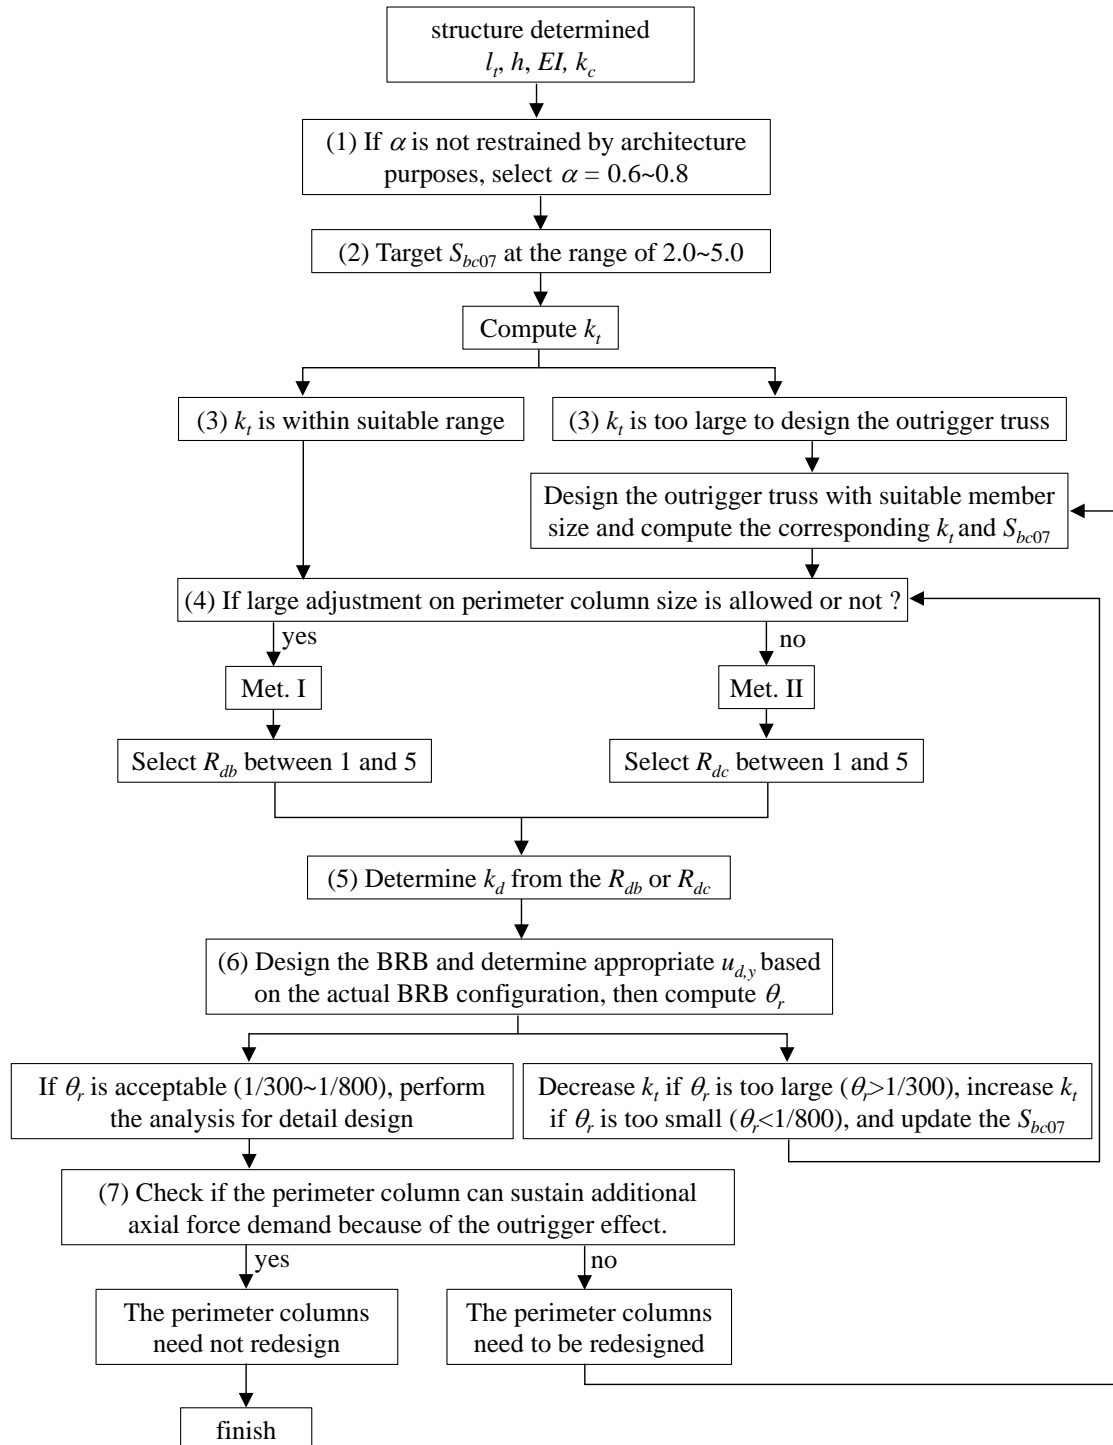 structure determined
l_t, h, EI, k_c
(1) If α is not restrained by architecture
purposes, select α = 0.6~0.8
(2) Target S_bc07 at the range of 2.0~5.0
Compute k_t
(3) k_t is within suitable range
(3) k_t is too large to design the outrigger truss
Design the outrigger truss with suitable member
size and compute the corresponding k_t and S_bc07
(4) If large adjustment on perimeter column size is allowed or not ?
yes
no
Met. I
Met. II
Select R_db between 1 and 5
Select R_dc between 1 and 5
(5) Determine k_d from the R_db or R_dc
(6) Design the BRB and determine appropriate u_d,y based
on the actual BRB configuration, then compute θ_r
If θ_r is acceptable (1/300~1/800), perform
the analysis for detail design
Decrease k_t if θ_r is too large (θ_r>1/300), increase k_t
if θ_r is too small (θ_r<1/800), and update the S_bc07
(7) Check if the perimeter column can sustain additional
axial force demand because of the outrigger effect.
yes
no
The perimeter columns
need not redesign
The perimeter columns
need to be redesigned
finish